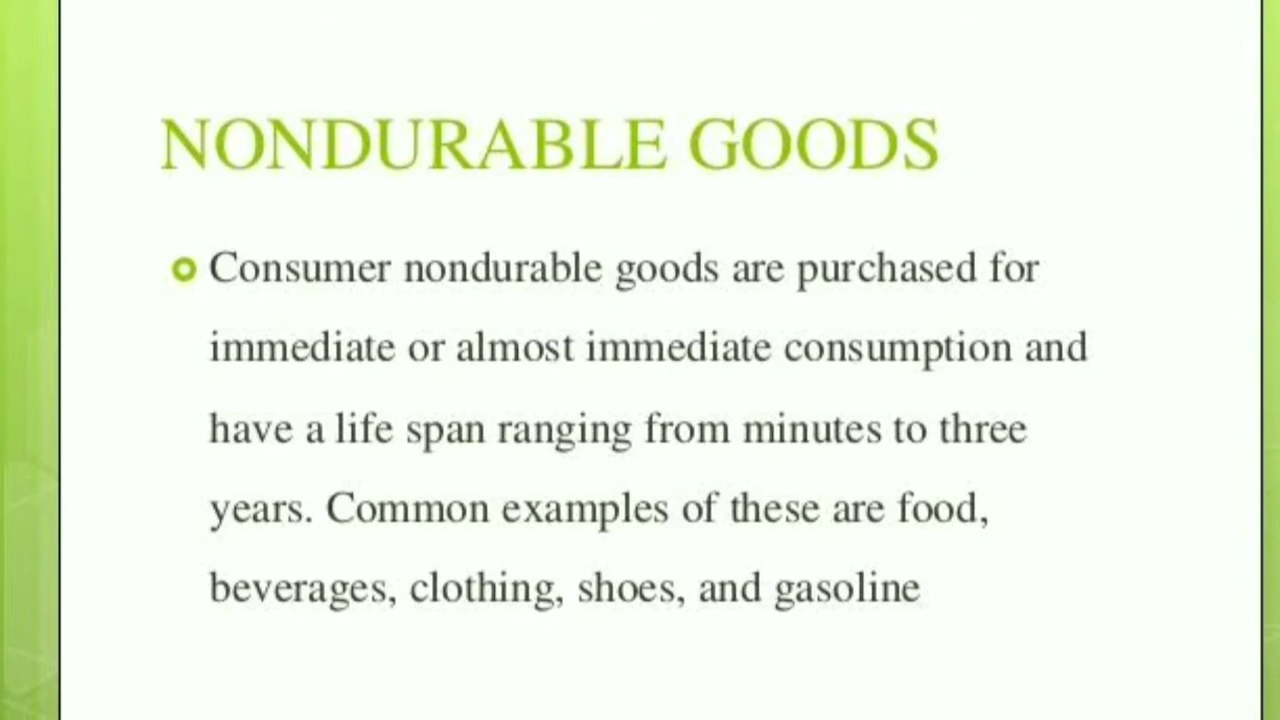 NONDURABLE GOODS
Consumer nondurable goods are purchased for
immediate or almost immediate consumption and
have a life span ranging from minutes to three
years. Common examples of these are food,
beverages, clothing, shoes, and gasoline